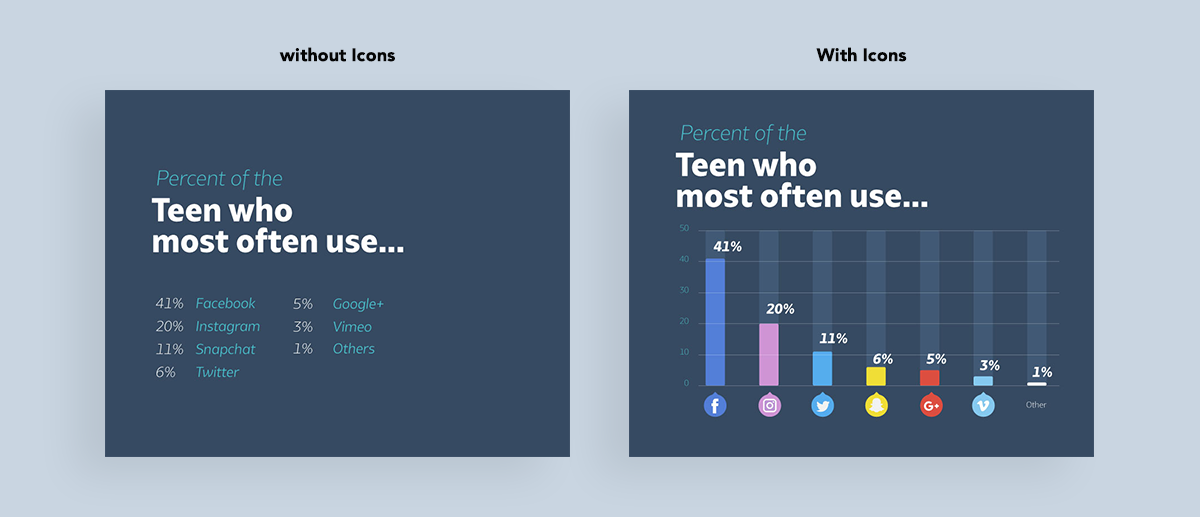 without Icons
Percent of the
Teen who
most often use...
41% Facebook
20% Instagram
11% Snapchat
6% Twitter
5% Google+
3% Vimeo
1% Others
With Icons
Percent of the
Teen who
most often use...
50
40
30
20
10
0
41%
20%
11%
6%
5%
3%
1%
Other